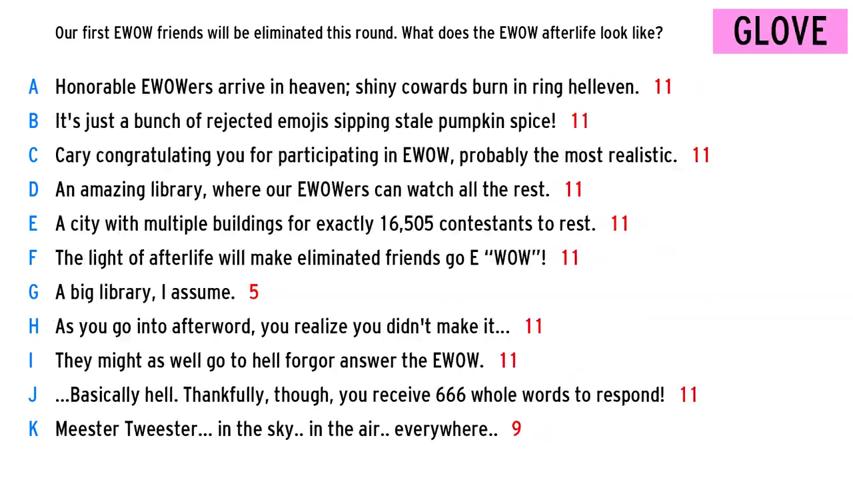 Our first EWOW friends will be eliminated this round. What does the EWOW afterlife look like?
GLOVE
A Honorable EWOWers arrive in heaven; shiny cowards burn in ring helleven. 11
B It's just a bunch of rejected emojis sipping stale pumpkin spice! 11
C Cary congratulating you for participating in EWOW, probably the most realistic. 11
D An amazing library, where our EWOWers can watch all the rest. 11
E A city with multiple buildings for exactly 16,505 contestants to rest. 11
F The light of afterlife will make eliminated friends go E “WOW”! 11
G A big library, I assume. 5
H As you go into afterword, you realize you didn't make it... 11
I They might as well go to hell forgor answer the EWOW. 11
J ...Basically hell. Thankfully, though, you receive 666 whole words to respond! 11
K Meester Tweester... in the sky.. in the air.. everywhere.. 9